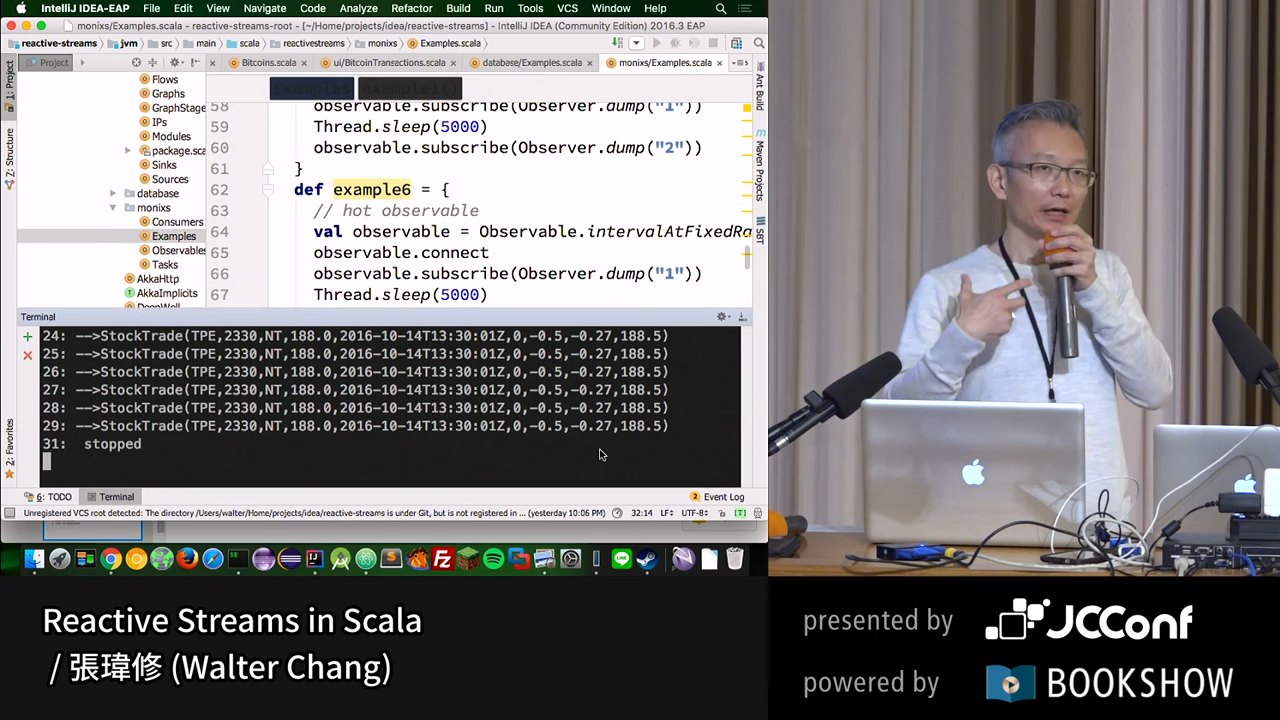 IntelliJ IDEA-EAP File Edit View Navigate Code Analyze Refactor Build Run Tools VCS Window Help
monixs/Examples.scala - reactive-streams-root - [~/Home/projects/idea/reactive-streams] - IntelliJ IDEA (Community Edition) 2016.3 EAP
reactive-streams jvm src main scala reactivestreams monixs Examples.scala
Project Bitcoins.scala ui/BitcoinTransactions.scala database/Examples.scala monixs/Examples.scala
1: Project
Z: Structure
2: Favorites
Ant Build
Maven Projects
SBT
Flows
Graphs
GraphStage
IPs
Modules
package.sca
Sinks
Sources
database
monixs
Consumers
Examples
Observables
Tasks
AkkaHttp
AkkaImplicits
Examples example1()
58 observable.subscribe(Observer.dump("1"))
59 Thread.sleep(5000)
60 observable.subscribe(Observer.dump("2"))
61 }
62 def example6 = {
63 // hot observable
64 val observable = Observable.intervalAtFixedRa
65 observable.connect
66 observable.subscribe(Observer.dump("1"))
67 Thread.sleep(5000)
Terminal
24: -->StockTrade(TPE,2330,NT,188.0,2016-10-14T13:30:01Z,0,-0.5,-0.27,188.5)
25: -->StockTrade(TPE,2330,NT,188.0,2016-10-14T13:30:01Z,0,-0.5,-0.27,188.5)
26: -->StockTrade(TPE,2330,NT,188.0,2016-10-14T13:30:01Z,0,-0.5,-0.27,188.5)
27: -->StockTrade(TPE,2330,NT,188.0,2016-10-14T13:30:01Z,0,-0.5,-0.27,188.5)
28: -->StockTrade(TPE,2330,NT,188.0,2016-10-14T13:30:01Z,0,-0.5,-0.27,188.5)
29: -->StockTrade(TPE,2330,NT,188.0,2016-10-14T13:30:01Z,0,-0.5,-0.27,188.5)
31: stopped
6: TODO Terminal 2 Event Log
Unregistered VCS root detected: The directory /Users/walter/Home/projects/idea/reactive-streams is under Git, but is not registered in ... (yesterday 10:06 PM) 32:14 LF÷ UTF-8÷ [T]
Reactive Streams in Scala
/ 張瑋修 (Walter Chang)
presented by JCConf
powered by BOOKSHOW